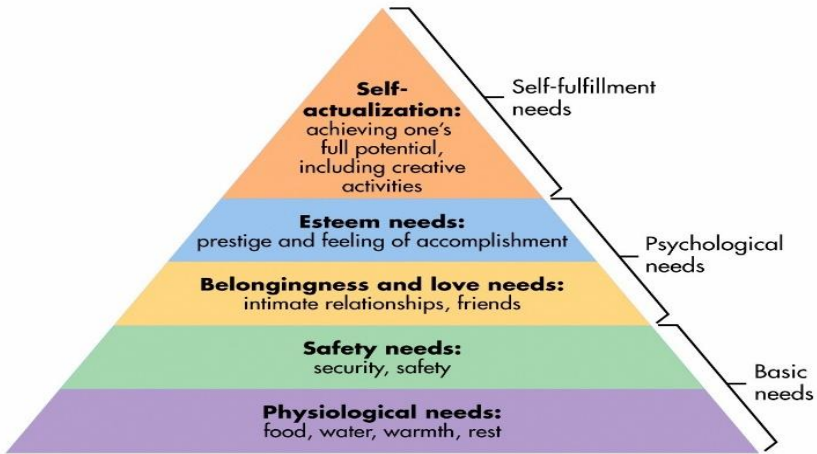 Self-
actualization:
achieving one's
full potential,
including creative
activities
Self-fulfillment
needs
Esteem needs:
prestige and feeling of accomplishment
Belongingness and love needs:
intimate relationships, friends
Psychological
needs
Safety needs:
security, safety
Physiological needs:
food, water, warmth, rest
Basic
needs